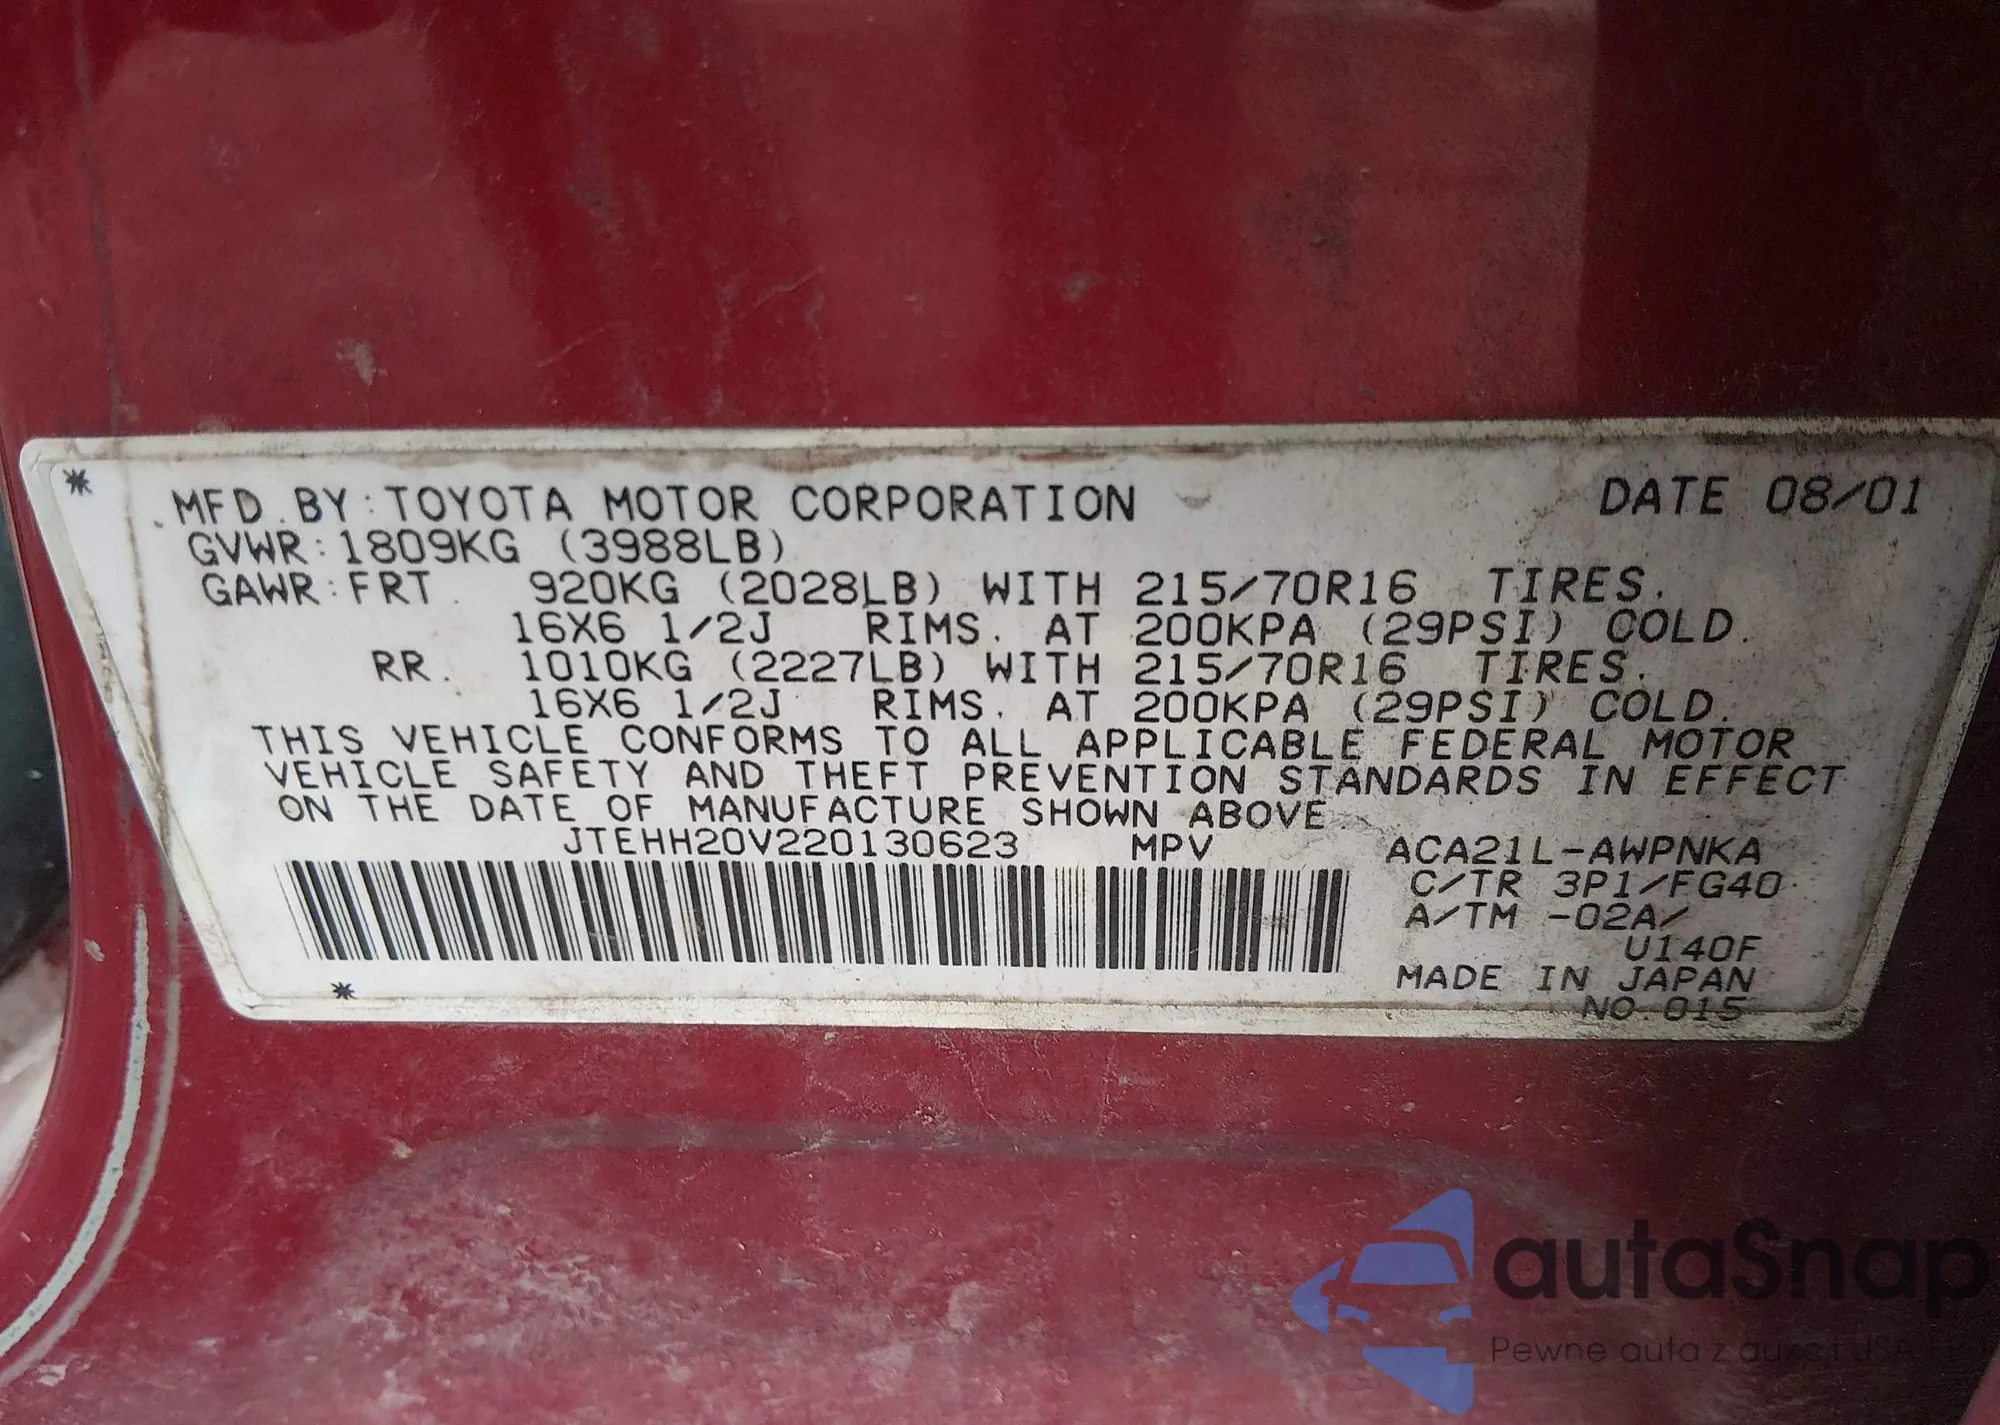 MFD. BY: TOYOTA MOTOR CORPORATION DATE 08/01
GVWR: 1809KG (3988LB)
GAWR: FRT. 920KG (2028LB) WITH 215/70R16 TIRES.
16X6 1/2J RIMS. AT 200KPA (29PSI) COLD.
RR. 1010KG (2227LB) WITH 215/70R16 TIRES.
16X6 1/2J RIMS. AT 200KPA (29PSI) COLD.
THIS VEHICLE CONFORMS TO ALL APPLICABLE FEDERAL MOTOR
VEHICLE SAFETY AND THEFT PREVENTION STANDARDS IN EFFECT
ON THE DATE OF MANUFACTURE SHOWN ABOVE.
JTEHH20V220130623 MPV ACA21L-AWPNKA
C/TR 3P1/FG40
A/TM -02A/
U140F
MADE IN JAPAN
NO.015
autaSnap
Pewne auta z aukcji USA